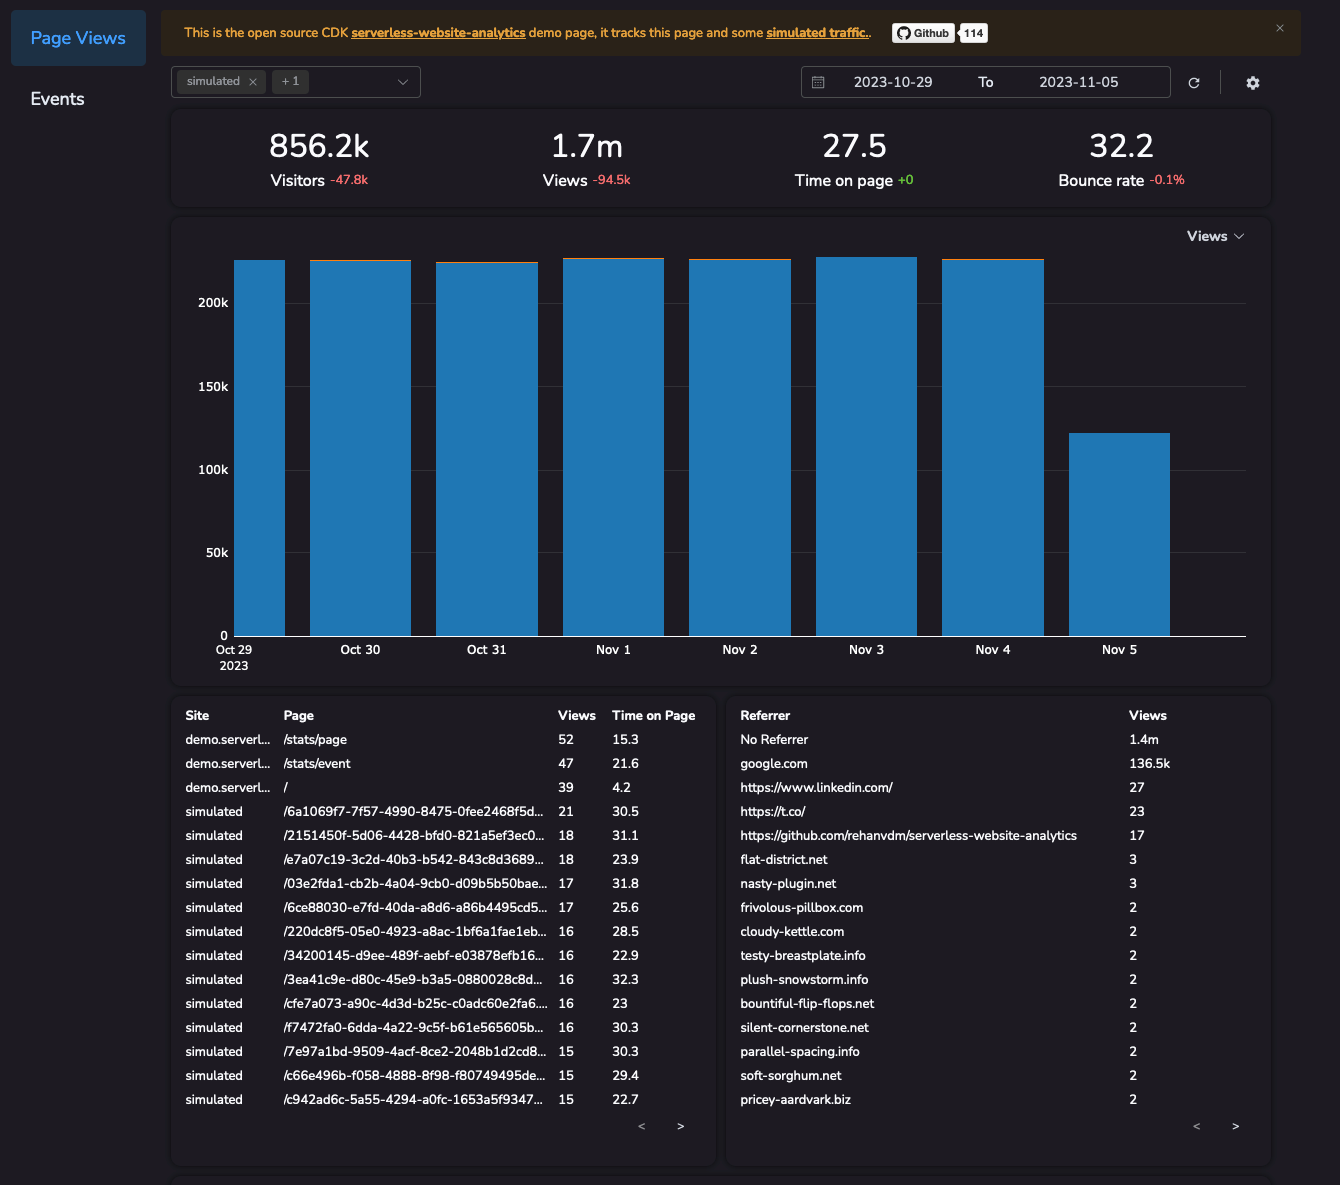 Page Views
Events
This is the open source CDK serverless-website-analytics demo page, it tracks this page and some simulated traffic..
Github 114
simulated × + 1
2023-10-29 To 2023-11-05
856.2k 1.7m 27.5 32.2
Visitors -47.8k Views -94.5k Time on page +0 Bounce rate -0.1%
Views
200k
150k
100k
50k
0
Oct 29 Oct 30 Oct 31 Nov 1 Nov 2 Nov 3 Nov 4 Nov 5
2023
Site Page Views Time on Page
demo.serverl... /stats/page 52 15.3
demo.serverl... /stats/event 47 21.6
demo.serverl... / 39 4.2
simulated /6a1069f7-7f57-4990-8475-0fee2468f5d... 21 30.5
simulated /2151450f-5d06-4428-bfd0-821a5ef3ec0... 18 31.1
simulated /e7a07c19-3c2d-40b3-b542-843c8d3689... 18 23.9
simulated /03e2fda1-cb2b-4a04-9cb0-d09b5b50bae... 17 31.8
simulated /6ce88030-e7fd-40da-a8d6-a86b4495cd5... 17 25.6
simulated /220dc8f5-05e0-4923-a8ac-1bf6a1fae1eb... 16 28.5
simulated /34200145-d9ee-489f-aebf-e03878efb16... 16 22.9
simulated /3ea41c9e-d80c-45e9-b3a5-0880028c8d... 16 32.3
simulated /cfe7a073-a90c-4d3d-b25c-c0adc60e2fa6.... 16 23
simulated /f7472fa0-6dda-4a22-9c5f-b61e565605b... 16 30.3
simulated /7e97a1bd-9509-4acf-8ce2-2048b1d2cd8... 15 30.3
simulated /c66e496b-f058-4888-8f98-f80749495de... 15 29.4
simulated /c942ad6c-5a55-4294-a0fc-1653a5f9347... 15 22.7
< >
Referrer Views
No Referrer 1.4m
google.com 136.5k
https://www.linkedin.com/ 27
https://t.co/ 23
https://github.com/rehanvdm/serverless-website-analytics 17
flat-district.net 3
nasty-plugin.net 3
frivolous-pillbox.com 2
cloudy-kettle.com 2
testy-breastplate.info 2
plush-snowstorm.info 2
bountiful-flip-flops.net 2
silent-cornerstone.net 2
parallel-spacing.info 2
soft-sorghum.net 2
pricey-aardvark.biz 2
< >